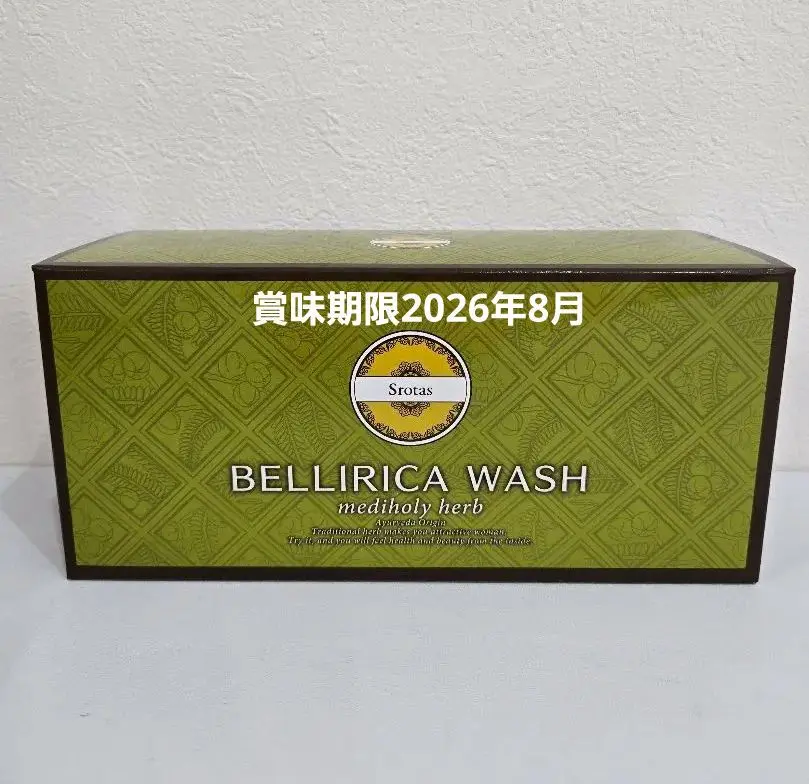 賞味期限2026年8月
Srotas
BELLIRICA WASH
mediholy herb
Ayurveda Origin
Traditional herb makes you attractive woman.
Try it, and you will feel health and beauty from the inside